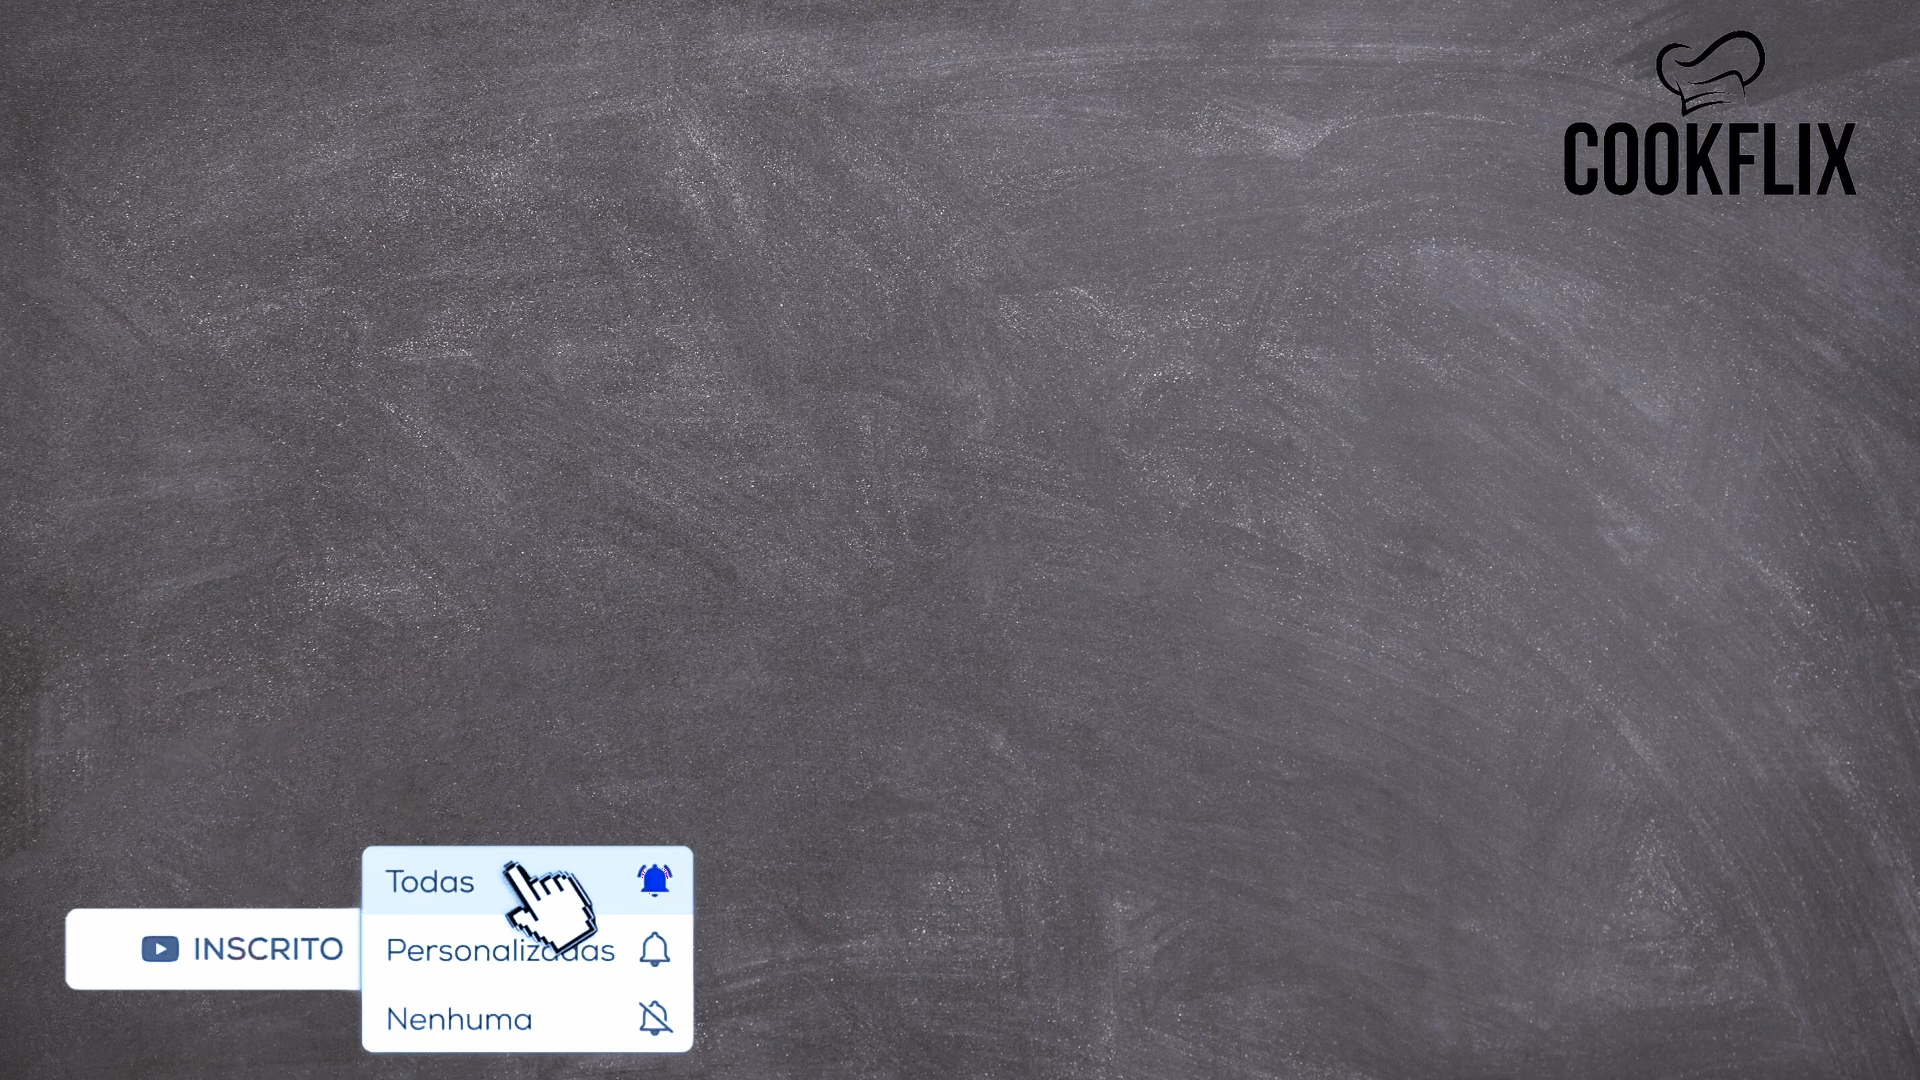 COOKFLIX
Todas
INSCRITO
Personalizadas
Nenhuma